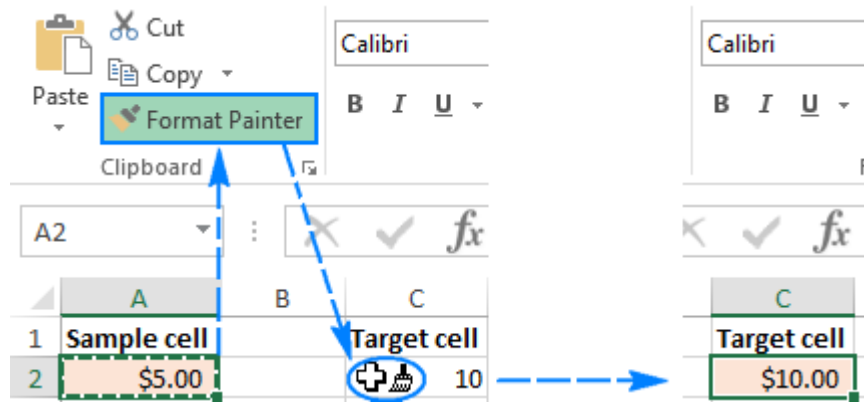 Cut
Copy
Paste
Format Painter
Clipboard
Calibri
B I U
A2
fx
A B C
1 Sample cell Target cell
2 $5.00 10
Calibri
B I U
fx
C
Target cell
$10.00